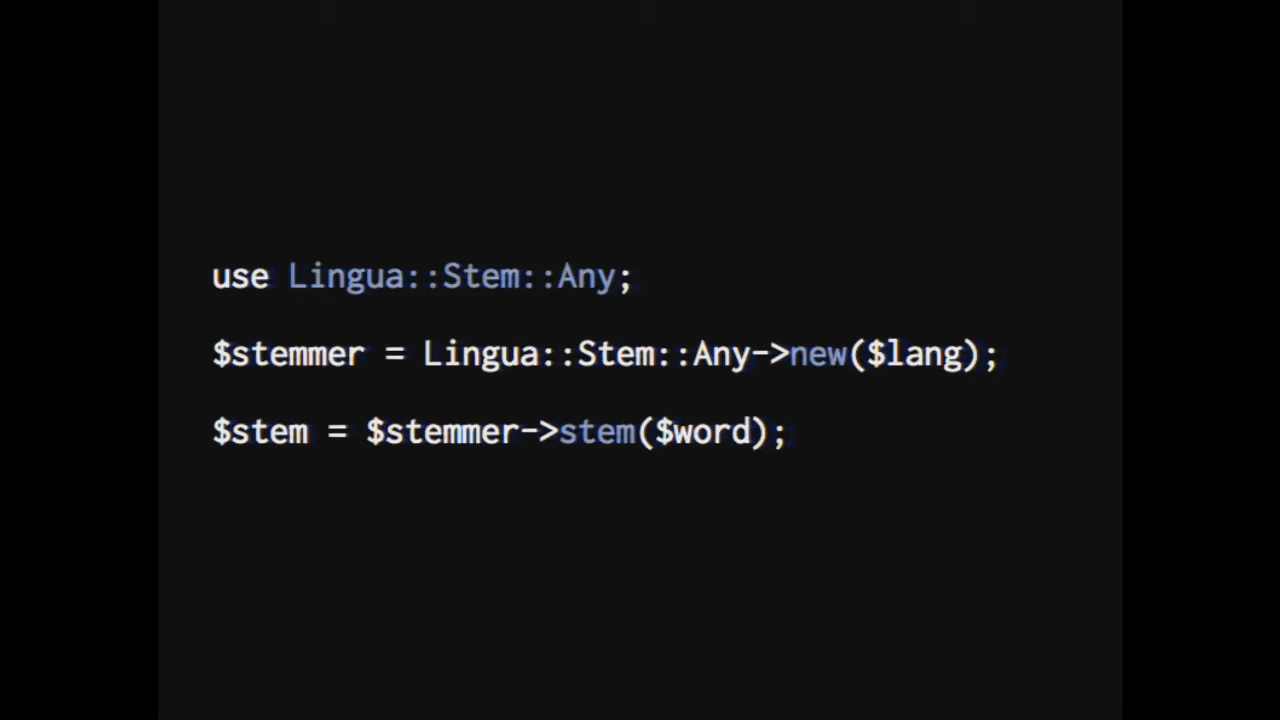 use Lingua::Stem::Any;
$stemmer = Lingua::Stem::Any->new($lang);
$stem = $stemmer->stem($word);